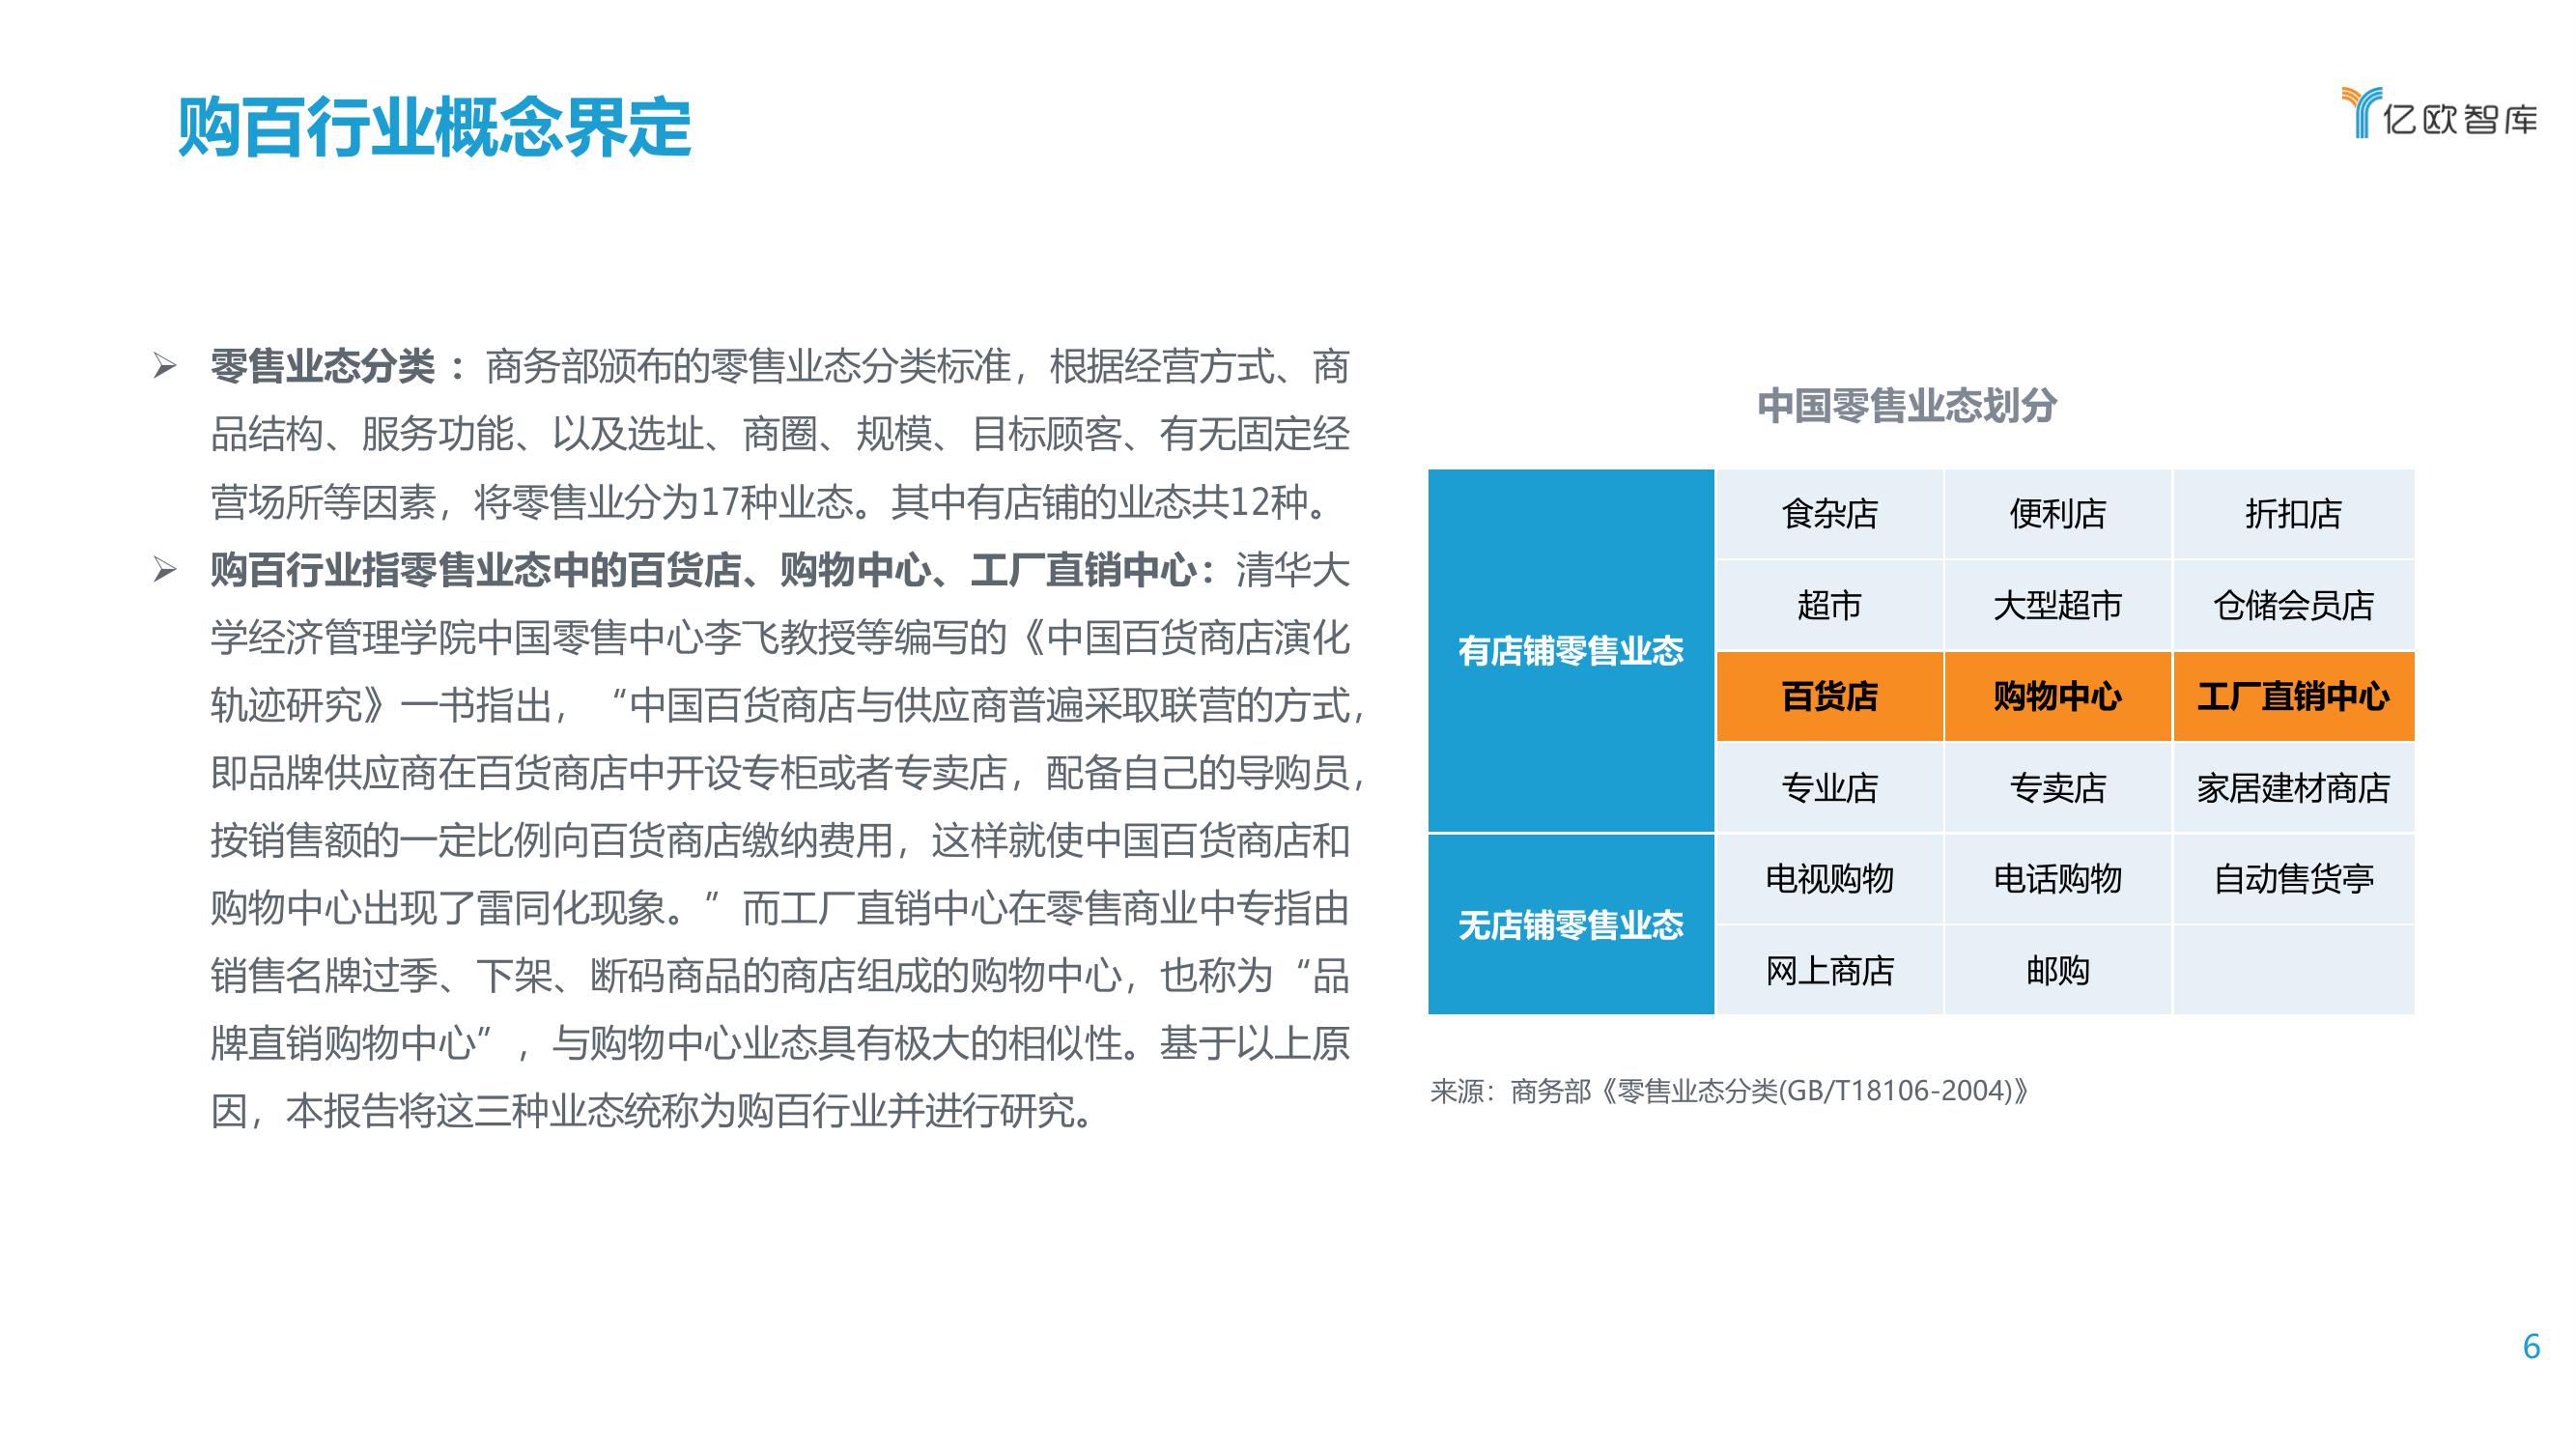 购百行业概念界定
亿欧智库
零售业态分类 ：商务部颁布的零售业态分类标准，根据经营方式、商
品结构、服务功能、以及选址、商圈、规模、目标顾客、有无固定经
营场所等因素，将零售业分为17种业态。其中有店铺的业态共12种。
购百行业指零售业态中的百货店、购物中心、工厂直销中心：清华大
学经济管理学院中国零售中心李飞教授等编写的《中国百货商店演化
轨迹研究》一书指出，“中国百货商店与供应商普遍采取联营的方式，
即品牌供应商在百货商店中开设专柜或者专卖店，配备自己的导购员，
按销售额的一定比例向百货商店缴纳费用，这样就使中国百货商店和
购物中心出现了雷同化现象。”而工厂直销中心在零售商业中专指由
销售名牌过季、下架、断码商品的商店组成的购物中心，也称为“品
牌直销购物中心”，与购物中心业态具有极大的相似性。基于以上原
因，本报告将这三种业态统称为购百行业并进行研究。
中国零售业态划分
有店铺零售业态
食杂店 便利店 折扣店
超市 大型超市 仓储会员店
百货店 购物中心 工厂直销中心
专业店 专卖店 家居建材商店
无店铺零售业态
电视购物 电话购物 自动售货亭
网上商店 邮购
来源：商务部《零售业态分类(GB/T18106-2004)》
6